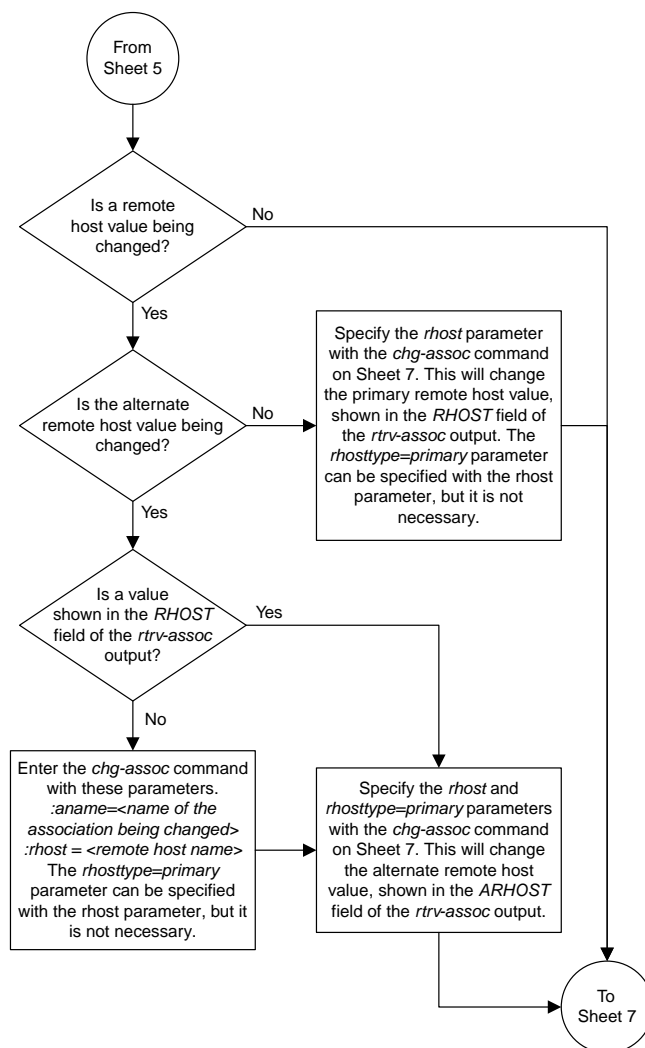 From
Sheet 5
Is a remote
host value being
changed?
No
Yes
Is the alternate
remote host value being
changed?
No
Specify the rhost parameter
with the chg-assoc command
on Sheet 7. This will change
the primary remote host value,
shown in the RHOST field of
the rtrv-assoc output. The
rhosttype=primary parameter
can be specified with the rhost
parameter, but it is not
necessary.
Yes
Is a value
shown in the RHOST
field of the rtrv-assoc
output?
Yes
No
Enter the chg-assoc command
with these parameters.
:aname=<name of the
association being changed>
:rhost = <remote host name>
The rhosttype=primary
parameter can be specified
with the rhost parameter, but it
is not necessary.
Specify the rhost and
rhosttype=primary parameters
with the chg-assoc command
on Sheet 7. This will change
the alternate remote host
value, shown in the ARHOST
field of the rtrv-assoc output.
To
Sheet 7